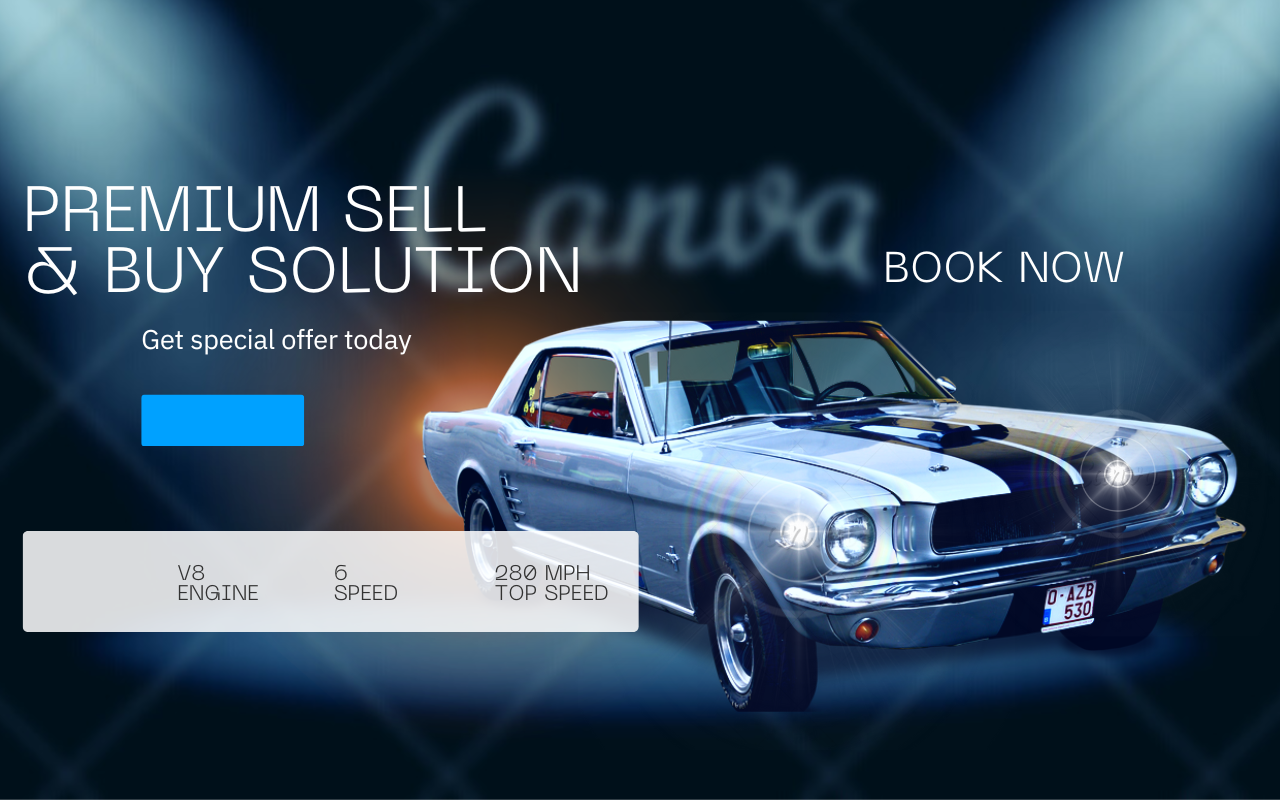 Canva
PREMIUM SELL
& BUY SOLUTION
BOOK NOW
Get special offer today
V8
ENGINE
6
SPEED
280 MPH
TOP SPEED
O-AZB
530